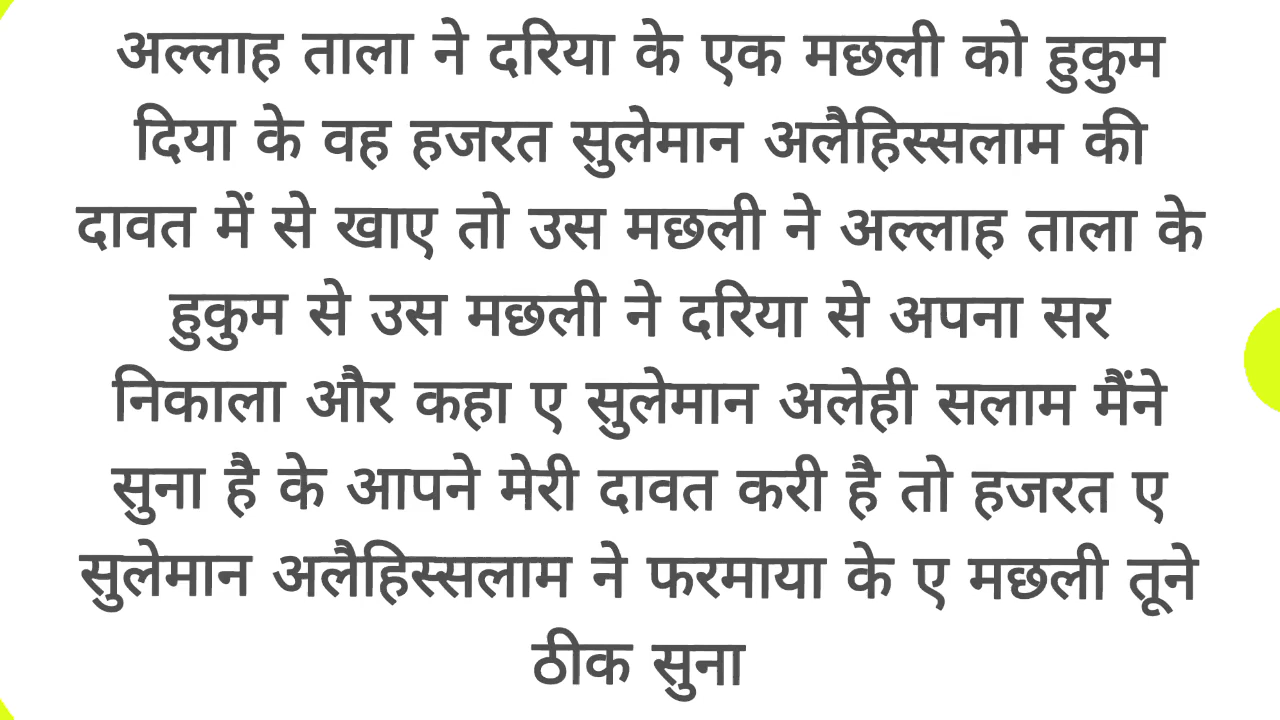 अल्लाह ताला ने दरिया के एक मछली को हुकुम
दिया के वह हजरत सुलेमान अलैहिस्सलाम की
दावत में से खाए तो उस मछली ने अल्लाह ताला के
हुकुम से उस मछली ने दरिया से अपना सर
निकाला और कहा ए सुलेमान अलेही सलाम मैंने
सुना है के आपने मेरी दावत करी है तो हजरत ए
सुलेमान अलैहिस्सलाम ने फरमाया के ए मछली तूने
ठीक सुना